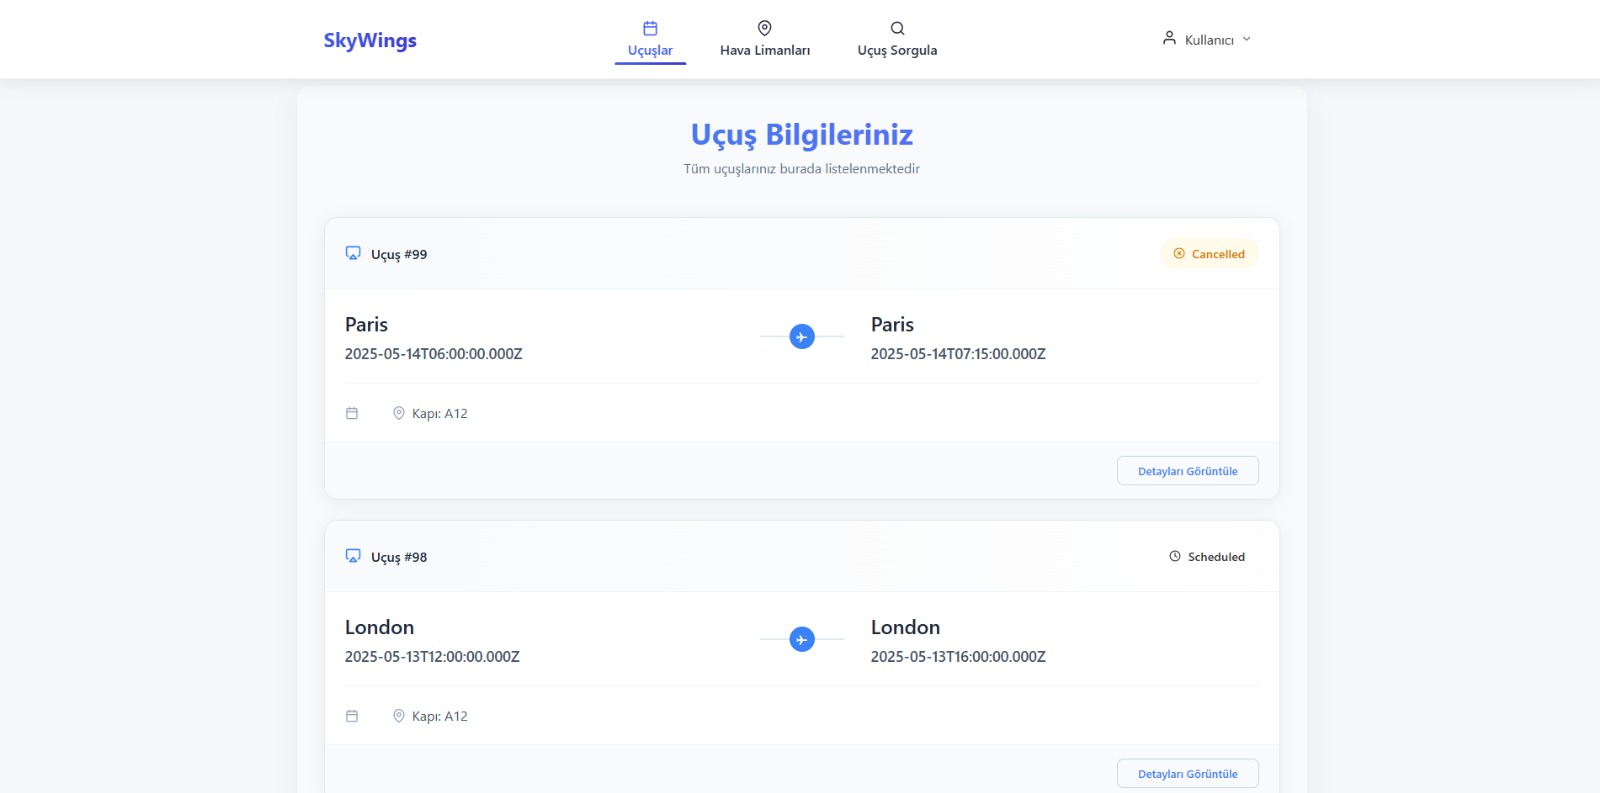 SkyWings
Uçuşlar
Hava Limanları
Uçuş Sorgula
Kullanıcı
Uçuş Bilgileriniz
Tüm uçuşlarınız burada listelenmektedir
Uçuş #99
Cancelled
Paris
2025-05-14T06:00:00.000Z
Paris
2025-05-14T07:15:00.000Z
Kapı: A12
Detayları Görüntüle
Uçuş #98
Scheduled
London
2025-05-13T12:00:00.000Z
London
2025-05-13T16:00:00.000Z
Kapı: A12
Detayları Görüntüle